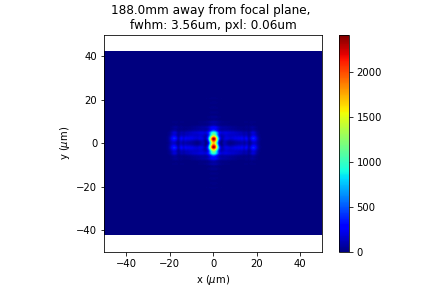 188.0mm away from focal plane,
fwhm: 3.56um, pxl: 0.06um
40
20
0
−20
−40
y (μm)
−40 −20 0 20 40
x (μm)
2000
1500
1000
500
0